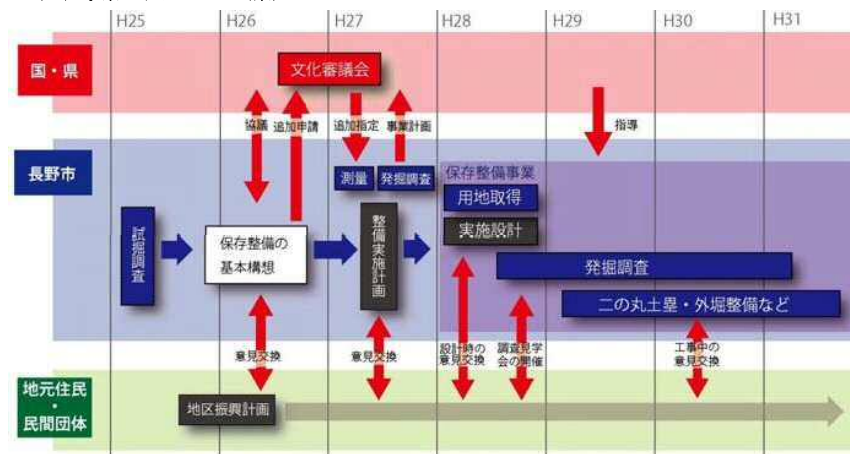 H25
H26
H27
H28
H29
H30
H31
国・県
文化審議会
協議
追加申請
追加指定
事業計画
指導
長野市
測量
発掘調査
保存整備事業
用地取得
実施設計
試掘調査
保存整備の
基本構想
整備実施計画
発掘調査
二の丸土塁・外堀整備など
意見交換
意見交換
設計時の
意見交換
調査見学
会の開催
工事中の
意見交換
地元住民
・
民間団体
地区振興計画